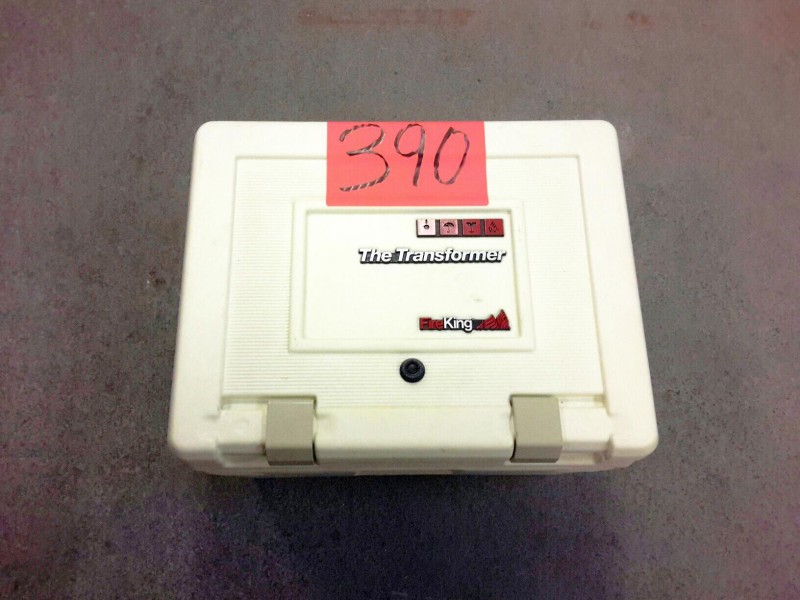 390
The Transformer
FireKing